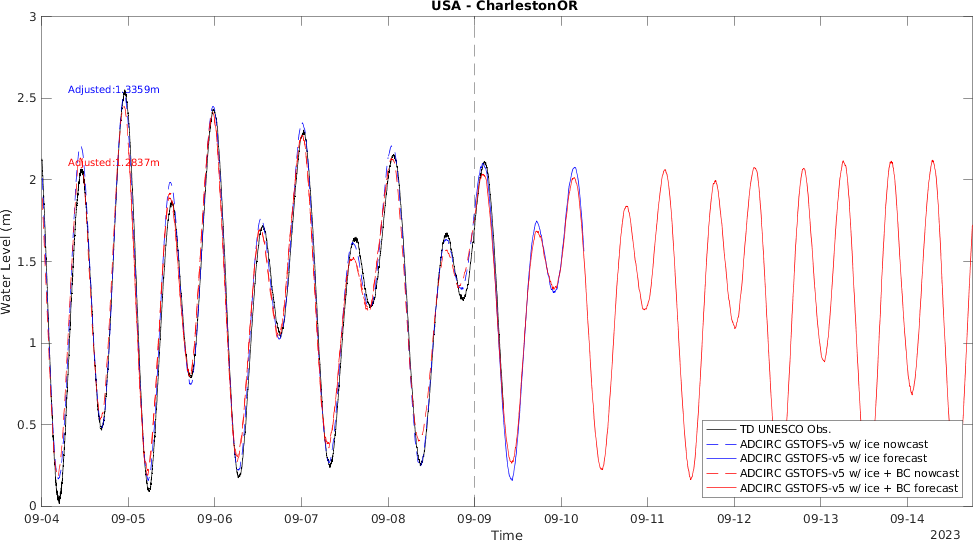 USA - CharlestonOR
3
2.5
2
1.5
1
0.5
0
Water Level (m)
Adjusted:1.3359m
Adjusted:1.2837m
TD UNESCO Obs.
ADCIRC GSTOFS-v5 w/ ice nowcast
ADCIRC GSTOFS-v5 w/ ice forecast
ADCIRC GSTOFS-v5 w/ ice + BC nowcast
ADCIRC GSTOFS-v5 w/ ice + BC forecast
09-04 09-05 09-06 09-07 09-08 09-09 09-10 09-11 09-12 09-13 09-14
Time
2023